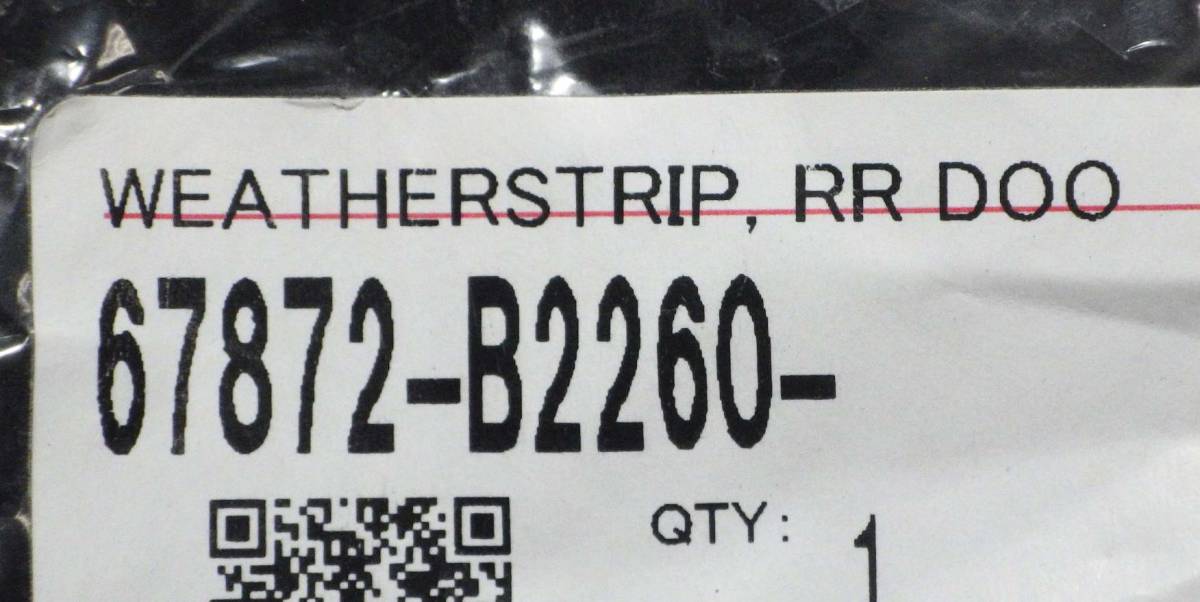 WEATHERSTRIP, RR DOO
67872-B2260-
QTY: 1